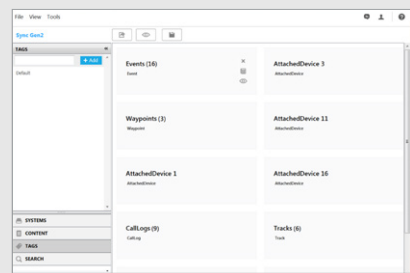 File View Tools
Sync Gen2
TAGS
+ Add
Default
Events (16)
Event
AttachedDevice 3
AttachedDevice
Waypoints (3)
Waypoint
AttachedDevice 11
AttachedDevice
AttachedDevice 1
AttachedDevice
AttachedDevice 16
AttachedDevice
CallLogs (9)
CallLog
Tracks (6)
Track
SYSTEMS
CONTENT
TAGS
SEARCH